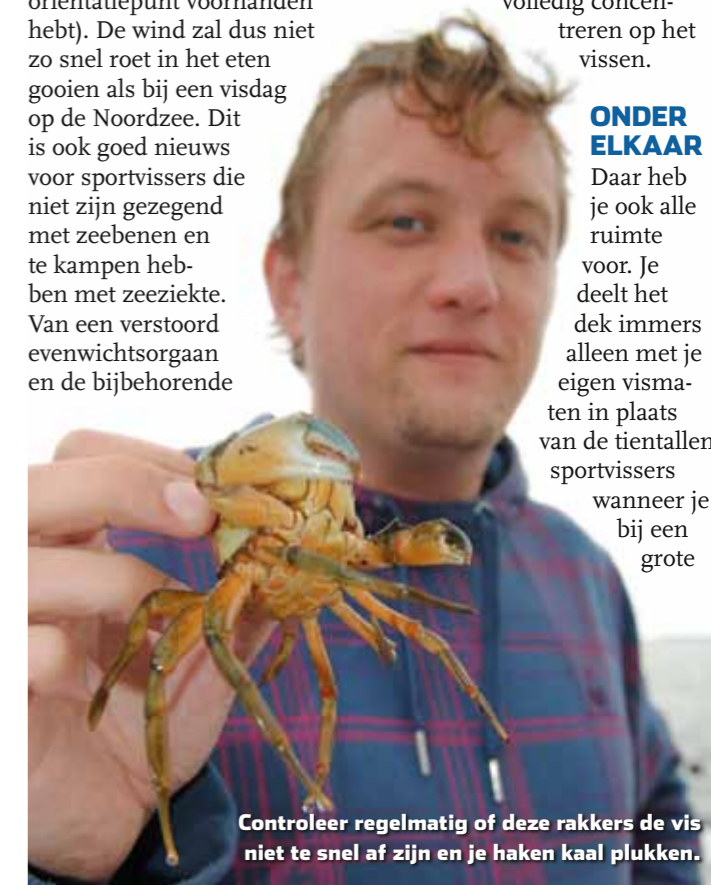 oriëntatiepunt voorhanden
hebt). De wind zal dus niet
zo snel roet in het eten
gooien als bij een visdag
op de Noordzee. Dit
is ook goed nieuws
voor sportvissers die
niet zijn gezegend
met zeebenen en
te kampen heb-
ben met zeeziekte.
Van een verstoord
evenwichtsorgaan
en de bijbehorende
volledig concen-
treren op het
vissen.
ONDER
ELKAAR
Daar heb
je ook alle
ruimte
voor. Je
deelt het
dek immers
alleen met je
eigen visma-
ten in plaats
van de tientallen
sportvissers
wanneer je
bij een
grote
Controleer regelmatig of deze rakkers de vis
niet te snel af zijn en je haken kaal plukken.